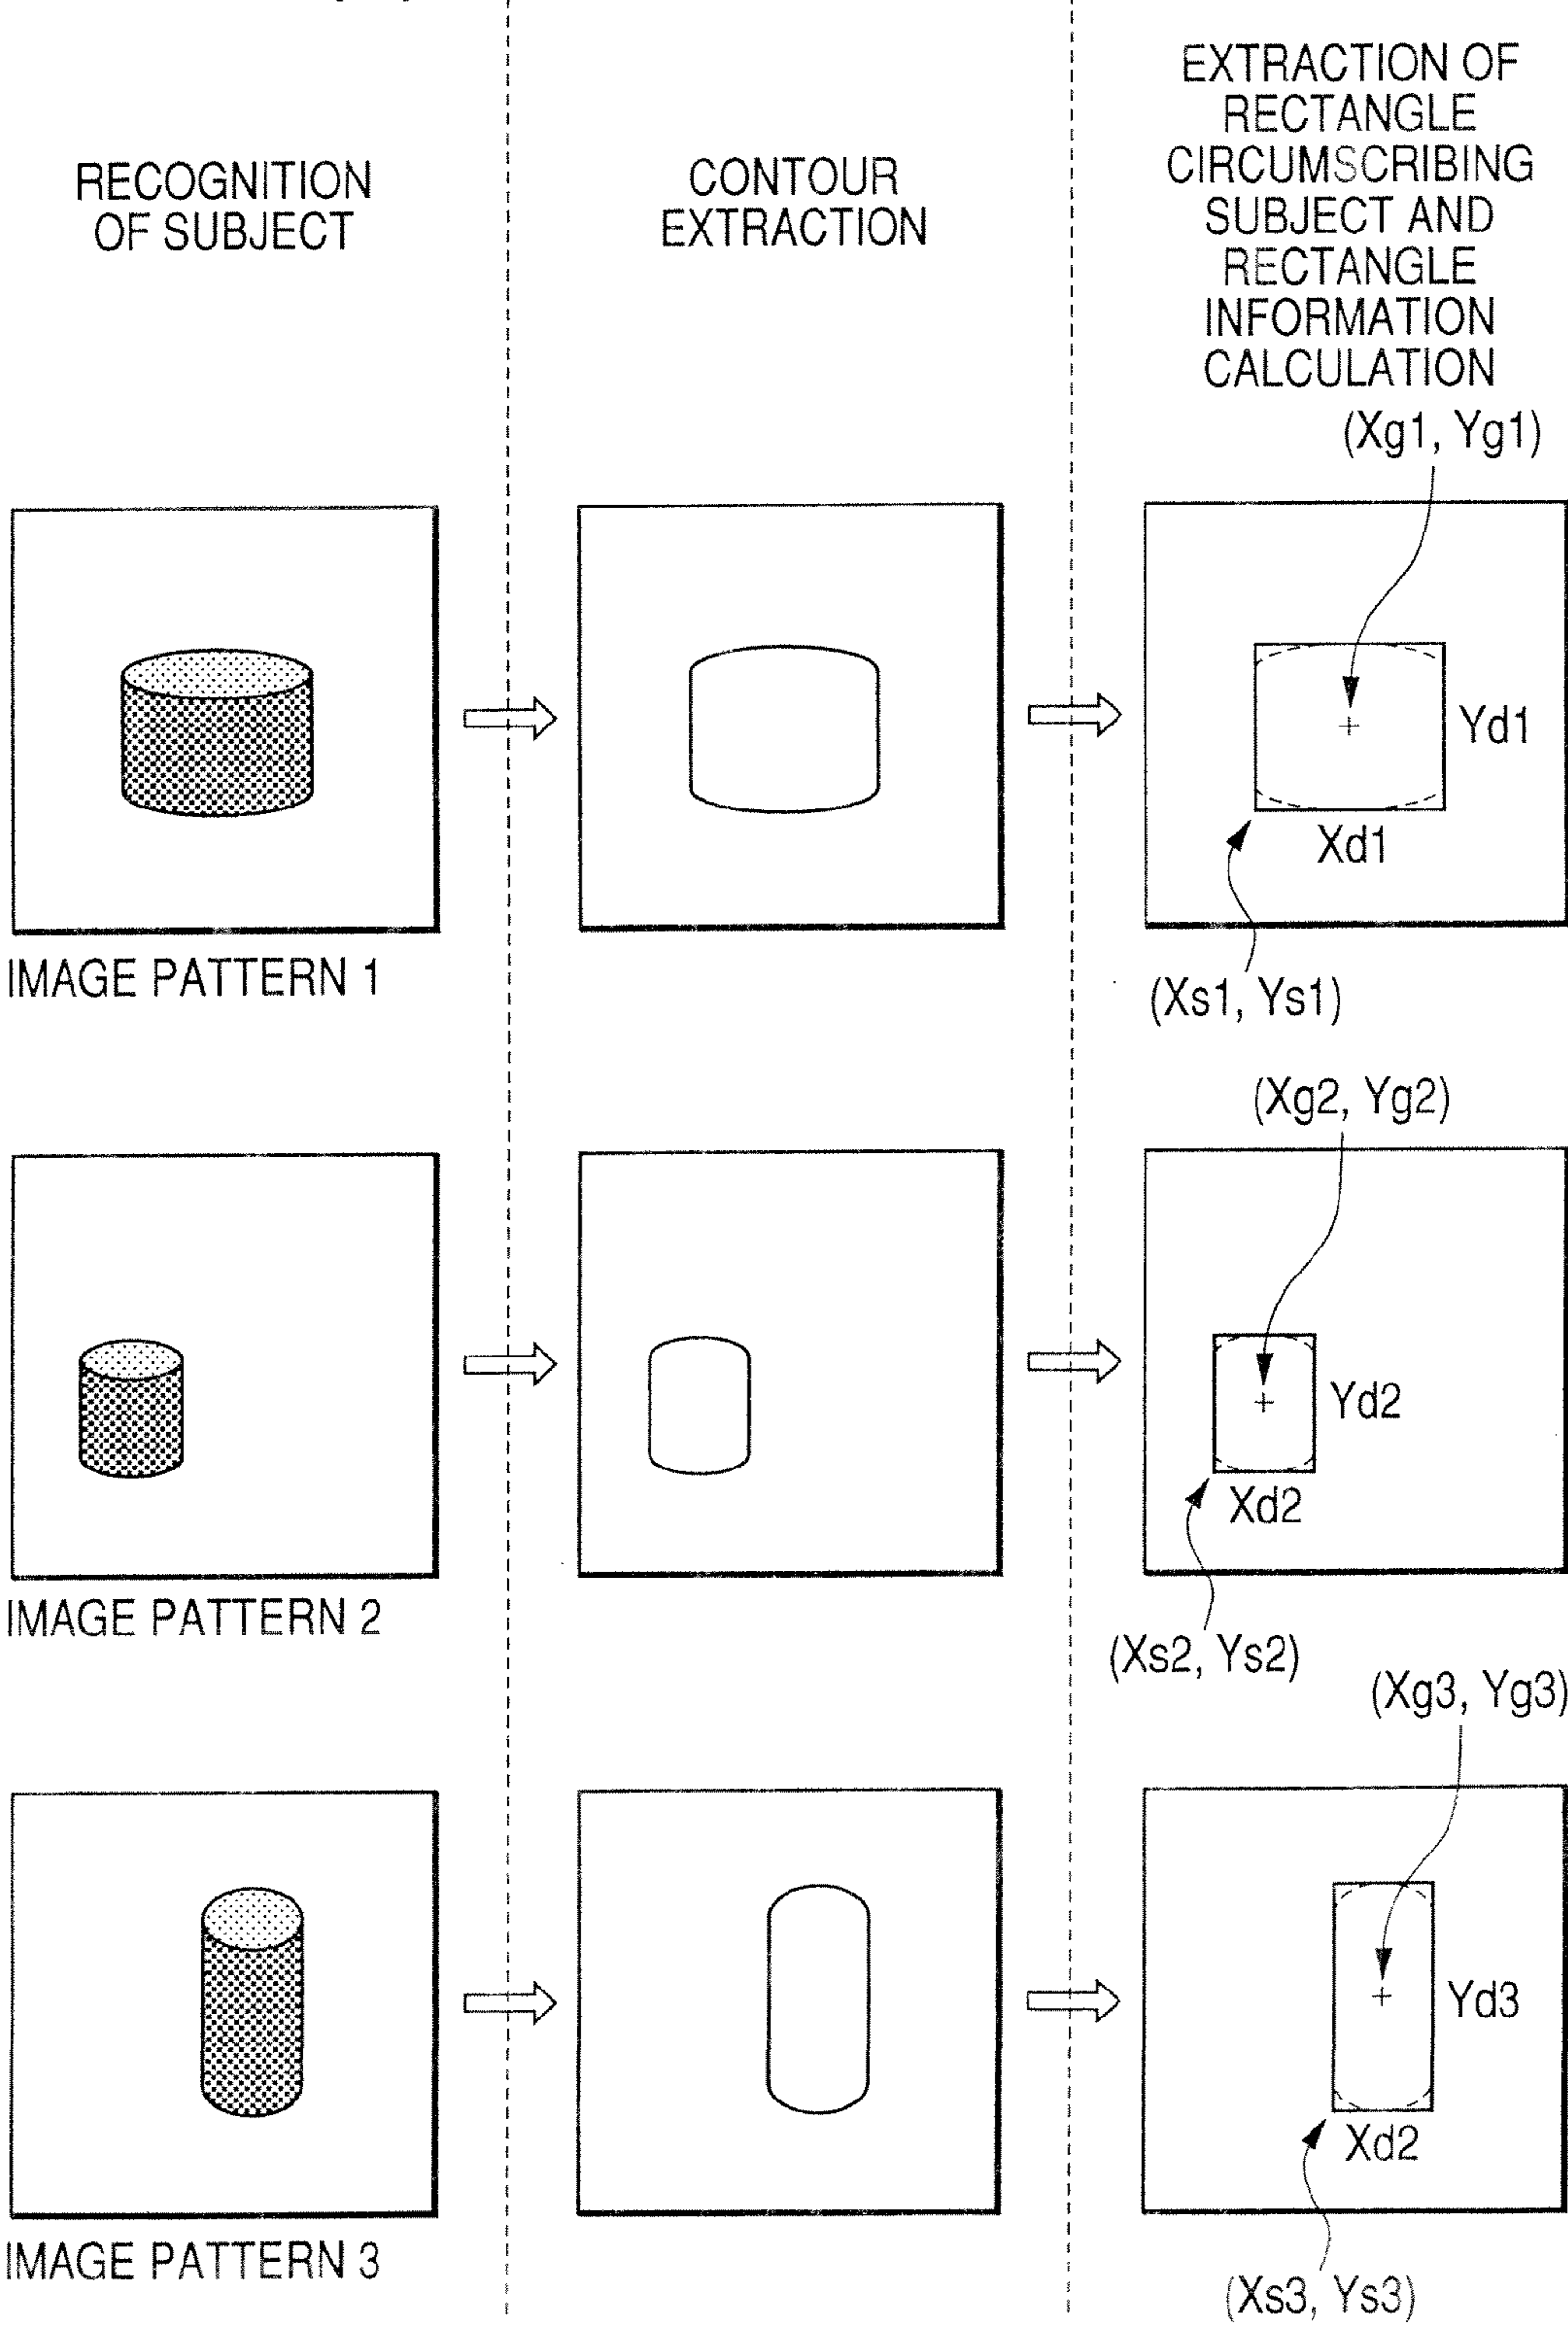 RECOGNITION
OF SUBJECT
CONTOUR
EXTRACTION
EXTRACTION OF
RECTANGLE
CIRCUMSCRIBING
SUBJECT AND
RECTANGLE
INFORMATION
CALCULATION
(Xg1, Yg1)
Yd1
Xd1
(Xs1, Ys1)
IMAGE PATTERN 1
(Xg2, Yg2)
Yd2
Xd2
(Xs2, Ys2)
IMAGE PATTERN 2
(Xg3, Yg3)
Yd3
Xd2
(Xs3, Ys3)
IMAGE PATTERN 3